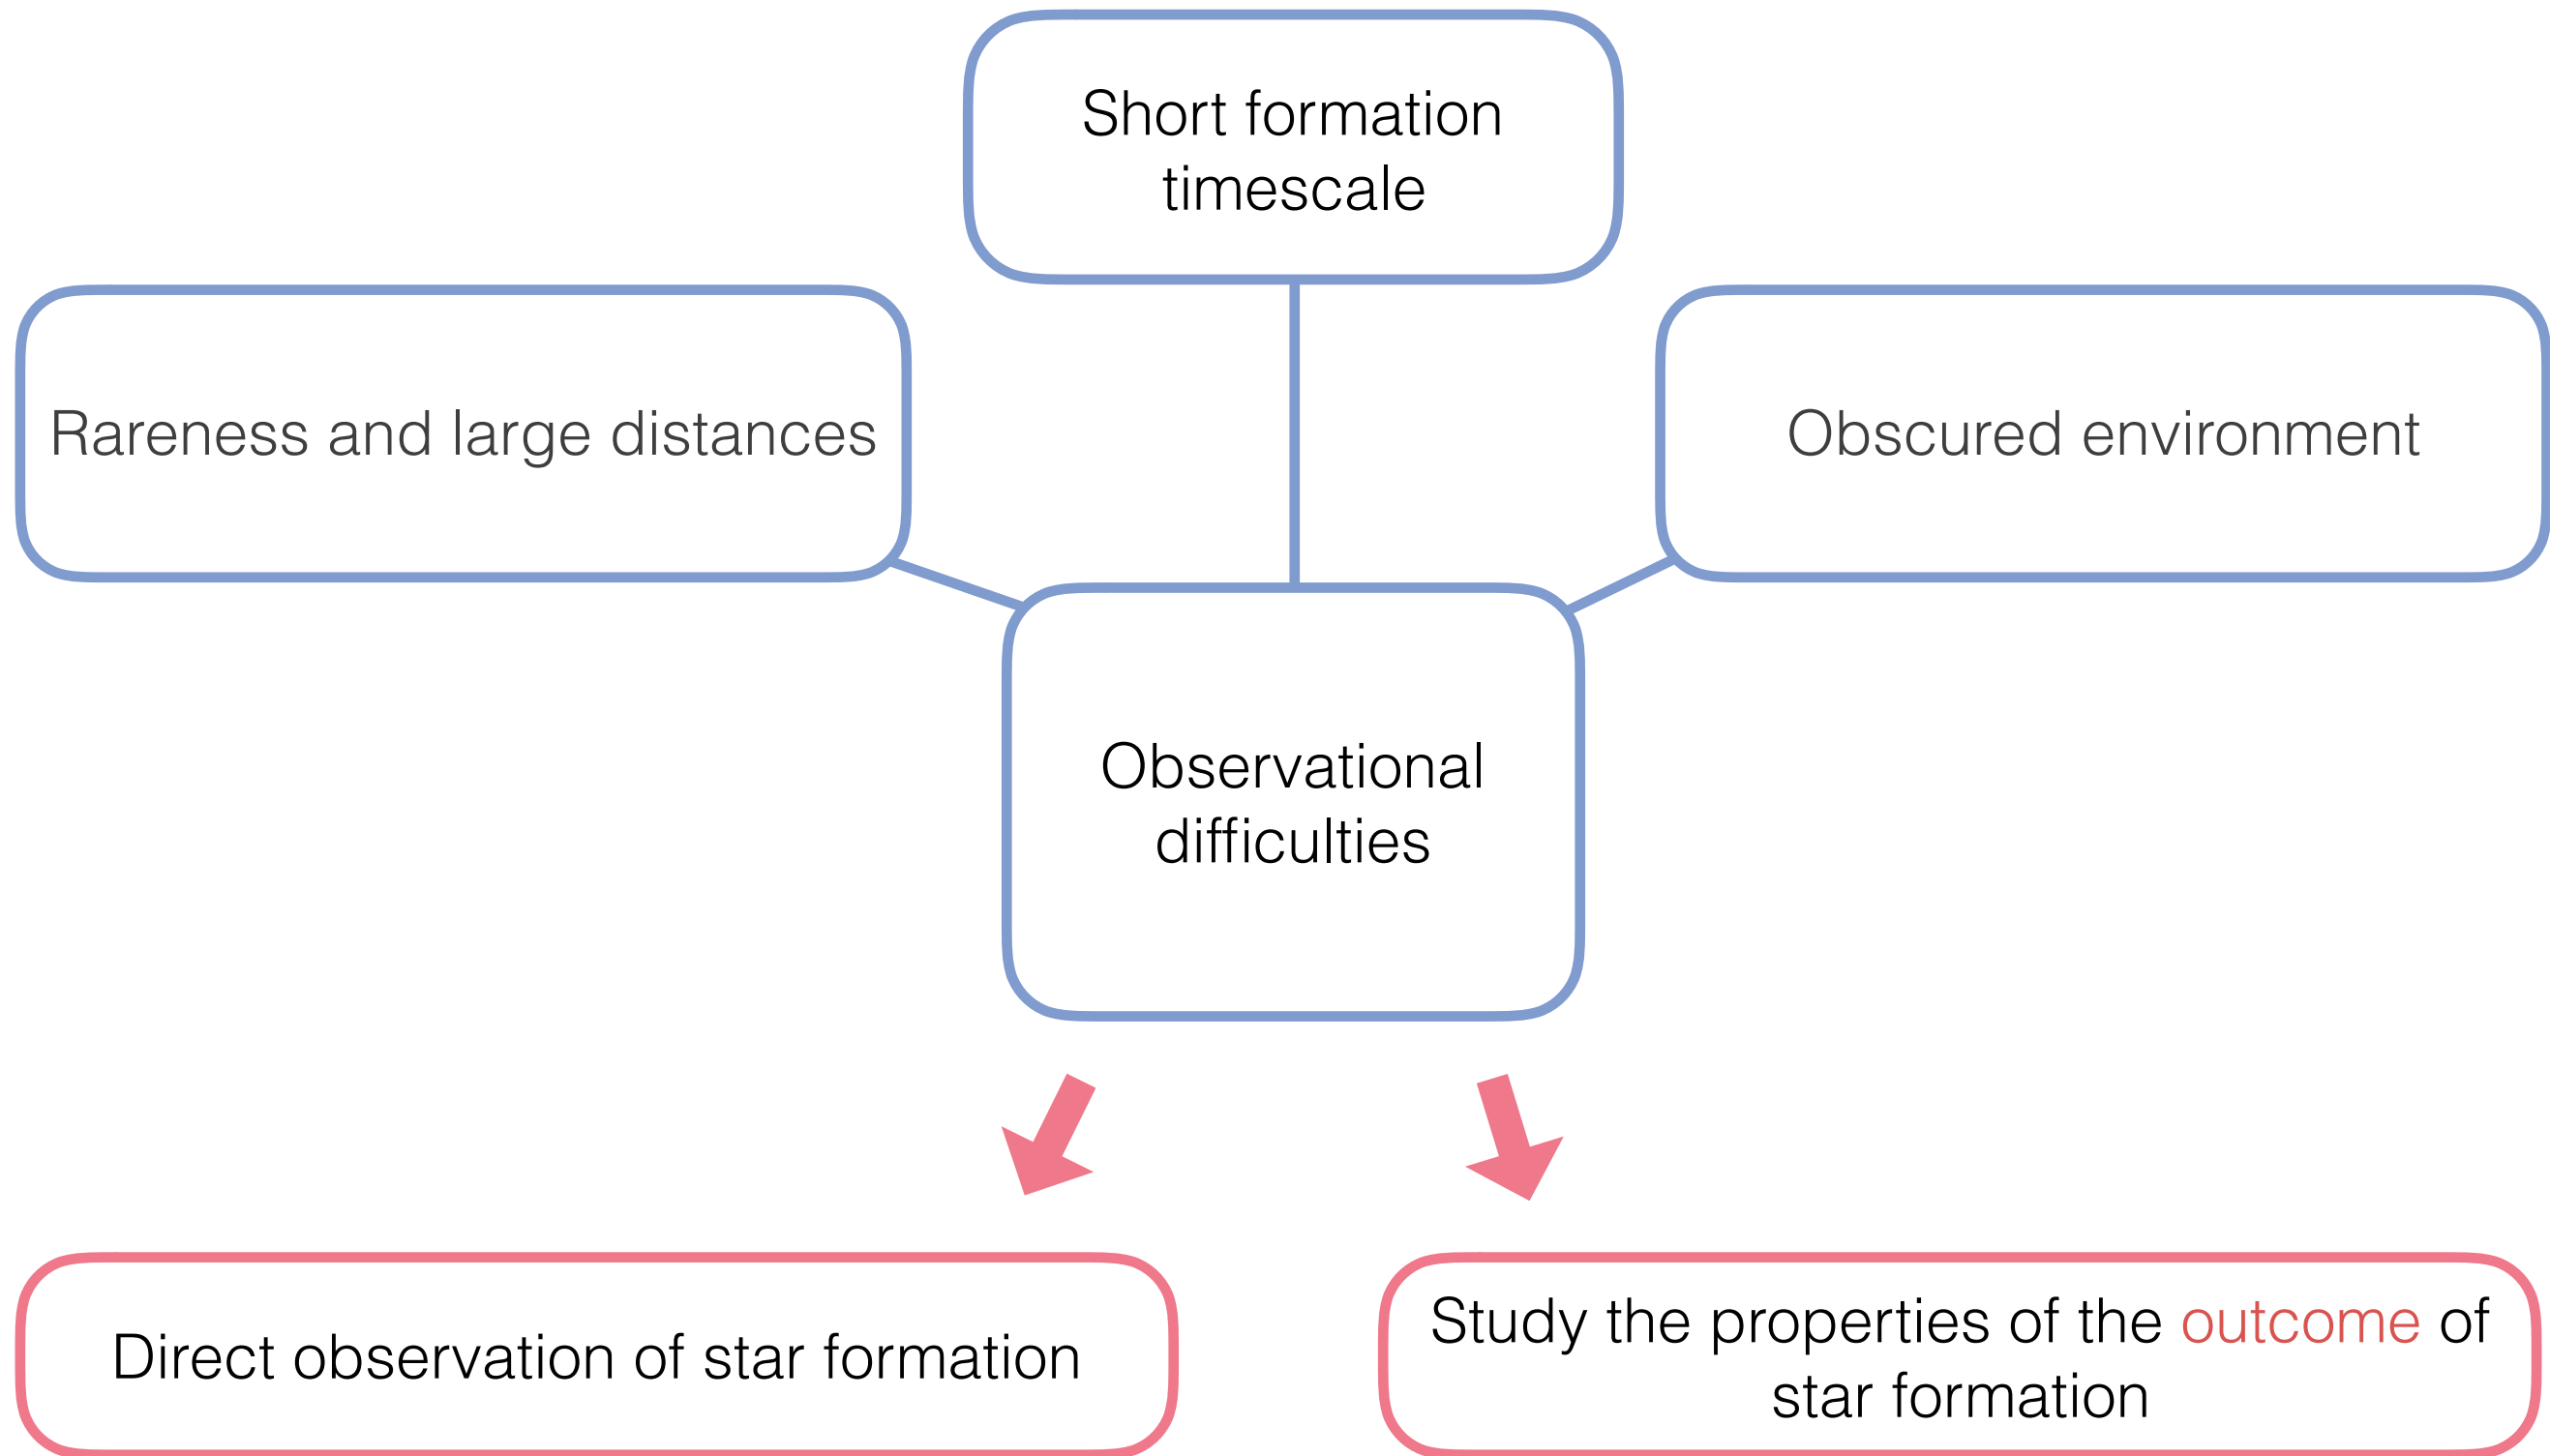 Short formation
timescale
Rareness and large distances
Obscured environment
Observational
difficulties
Direct observation of star formation
Study the properties of the outcome of
star formation